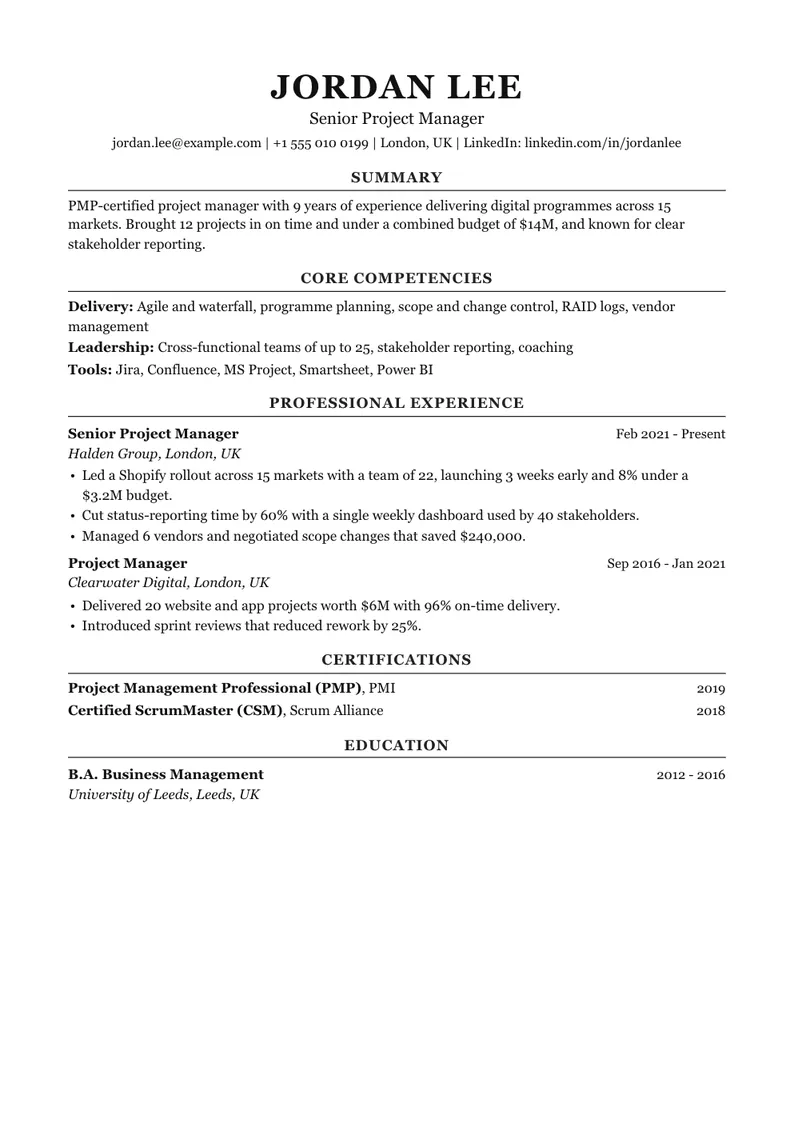 JORDAN LEE
Senior Project Manager
jordan.lee@example.com | +1 555 010 0199 | London, UK | LinkedIn: linkedin.com/in/jordanlee
SUMMARY
PMP-certified project manager with 9 years of experience delivering digital programmes across 15
markets. Brought 12 projects in on time and under a combined budget of $14M, and known for clear
stakeholder reporting.
CORE COMPETENCIES
Delivery: Agile and waterfall, programme planning, scope and change control, RAID logs, vendor
management
Leadership: Cross-functional teams of up to 25, stakeholder reporting, coaching
Tools: Jira, Confluence, MS Project, Smartsheet, Power BI
PROFESSIONAL EXPERIENCE
Senior Project Manager Feb 2021 - Present
Halden Group, London, UK
• Led a Shopify rollout across 15 markets with a team of 22, launching 3 weeks early and 8% under a
$3.2M budget.
• Cut status-reporting time by 60% with a single weekly dashboard used by 40 stakeholders.
• Managed 6 vendors and negotiated scope changes that saved $240,000.
Project Manager Sep 2016 - Jan 2021
Clearwater Digital, London, UK
• Delivered 20 website and app projects worth $6M with 96% on-time delivery.
• Introduced sprint reviews that reduced rework by 25%.
CERTIFICATIONS
Project Management Professional (PMP), PMI 2019
Certified ScrumMaster (CSM), Scrum Alliance 2018
EDUCATION
B.A. Business Management 2012 - 2016
University of Leeds, Leeds, UK